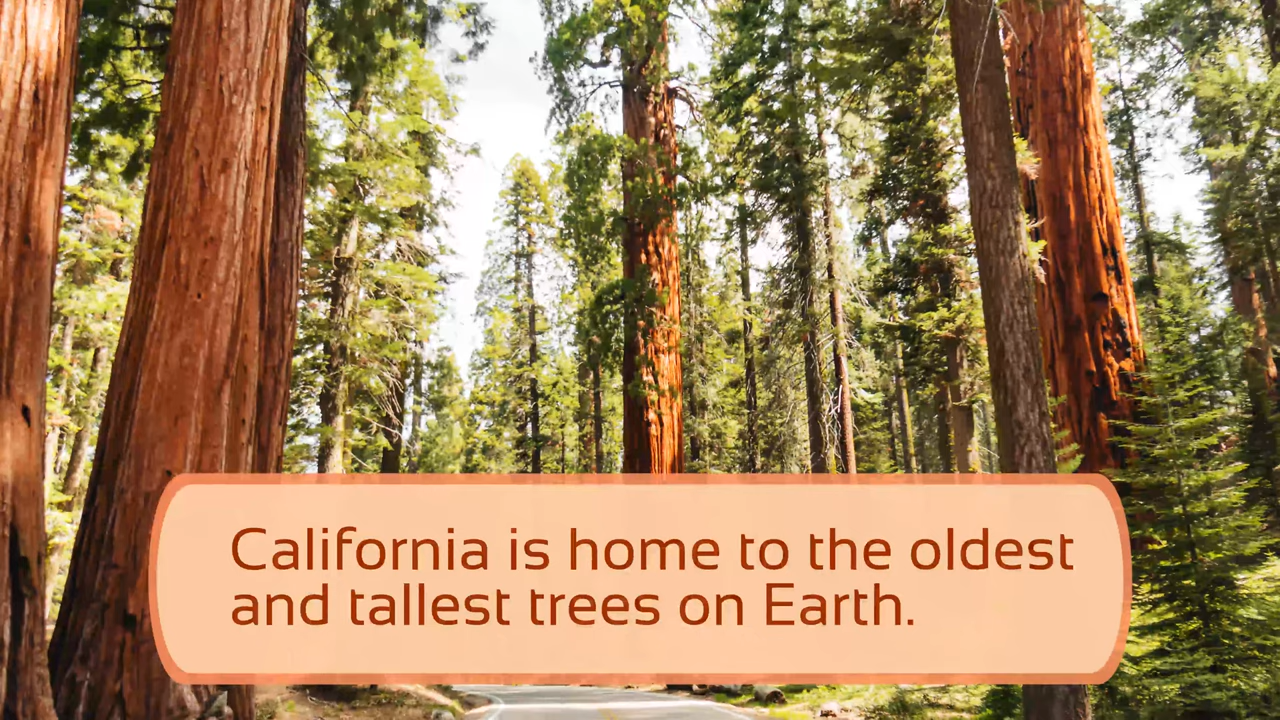 California is home to the oldest
and tallest trees on Earth.